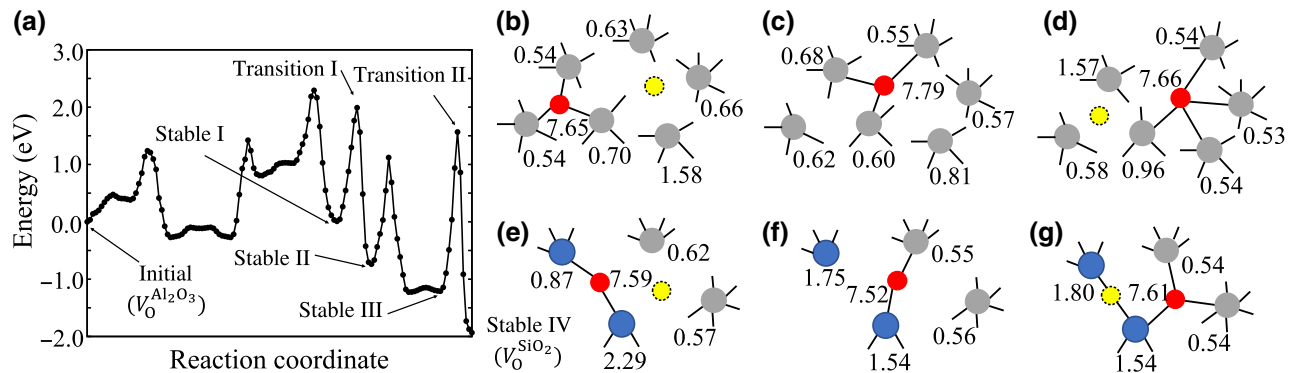 (a)
3.0
2.0
1.0
0.0
−1.0
−2.0
Energy (eV)
Reaction coordinate
Transition I
Transition II
Stable I
Stable II
Stable III
Initial
(V_O^{Al₂O₃})
Stable IV
(V_O^{SiO₂})
(b)
0.63
0.54
0.66
7.65
0.54
0.70
1.58
(c)
0.55
0.68
7.79
0.57
0.62
0.60
0.81
(d)
0.54
1.57
7.66
0.53
0.58
0.96
0.54
(e)
0.62
0.87
7.59
0.57
2.29
(f)
0.55
1.75
7.52
0.56
1.54
(g)
0.54
1.80
7.61
0.54
1.54